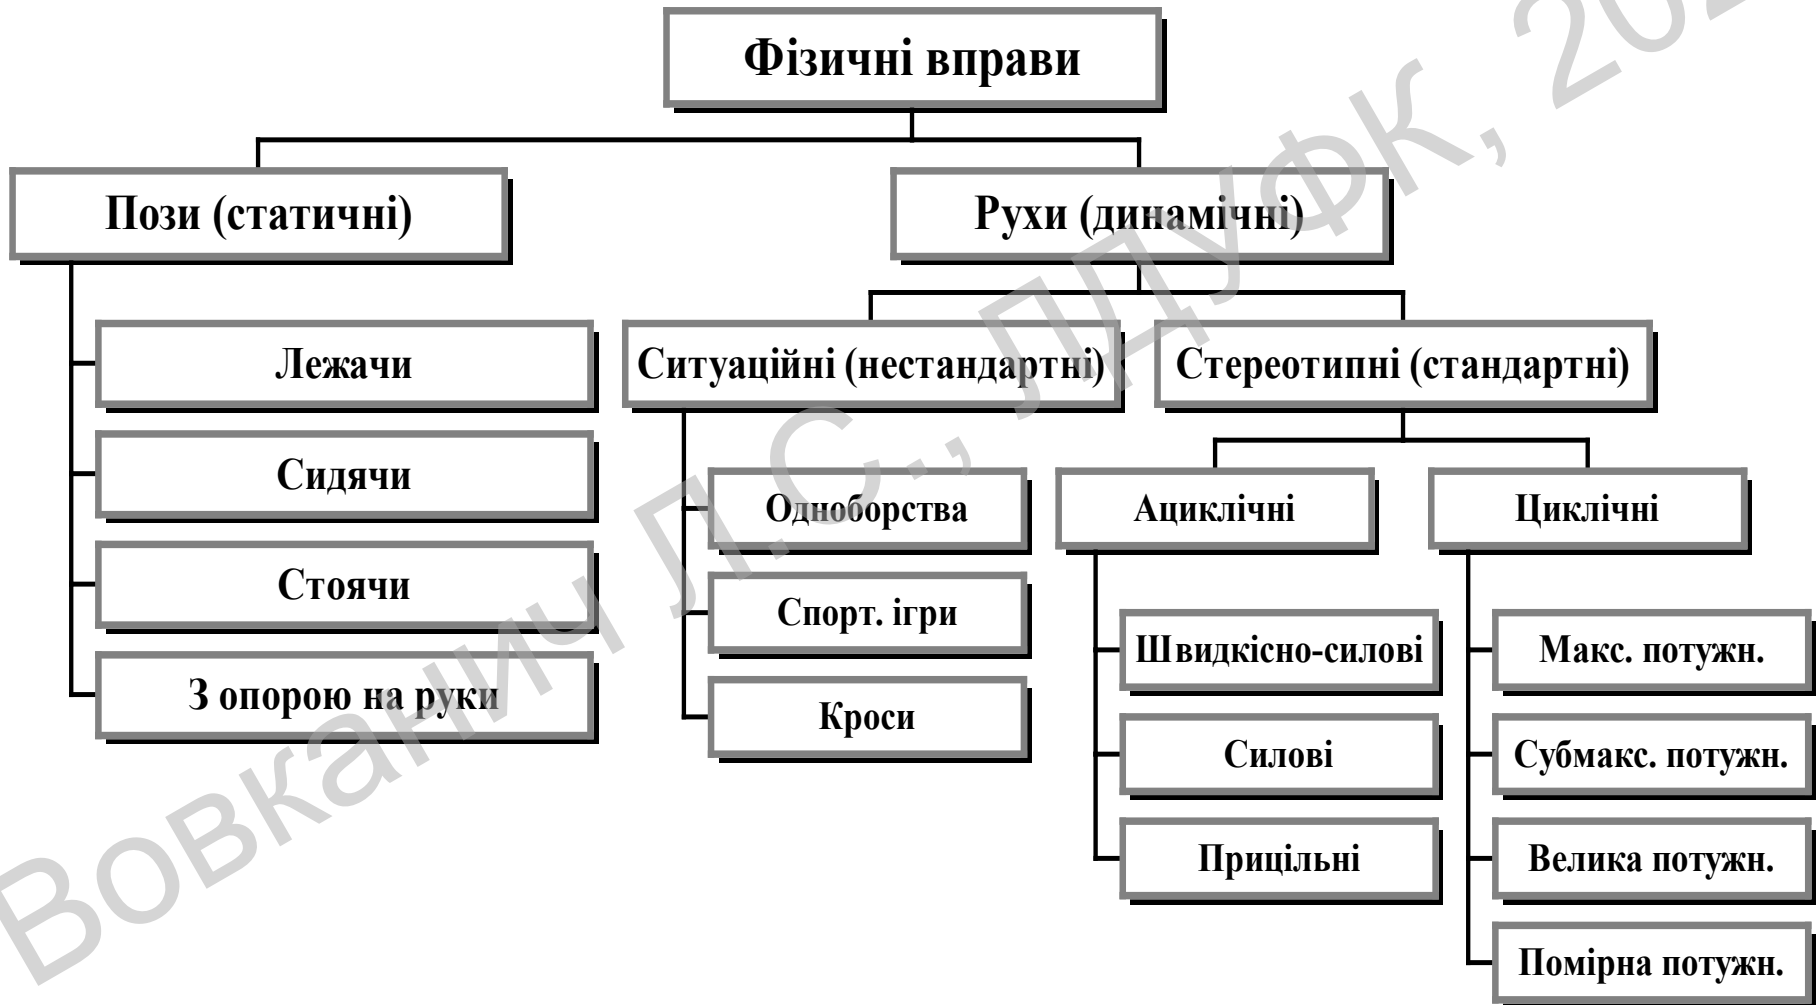 Фізичні вправи
Пози (статичні)
Рухи (динамічні)
Лежачи
Сидячи
Стоячи
З опорою на руки
Ситуаційні (нестандартні)
Стереотипні (стандартні)
Одноборства
Спорт. ігри
Кроси
Ациклічні
Циклічні
Швидкісно-силові
Силові
Прицільні
Макс. потужн.
Субмакс. потужн.
Велика потужн.
Помірна потужн.
Вовканич Л.С., ЛДУФК,